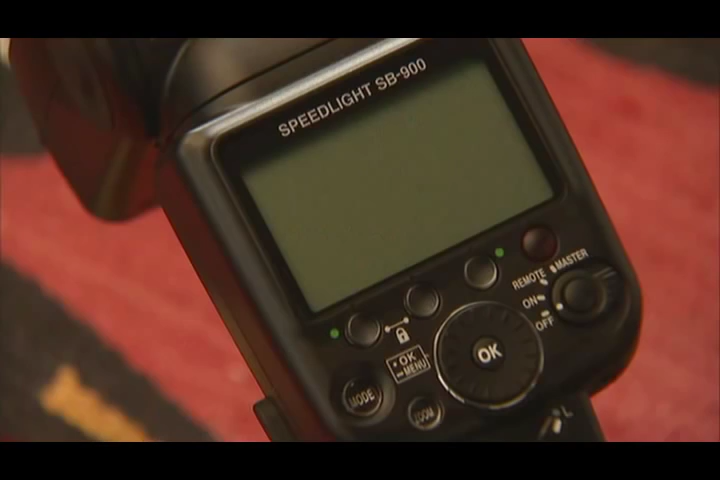 SPEEDLIGHT SB-900
REMOTE
MASTER
ON
OFF
OK
OK
MENU
MODE
ZOOM
L